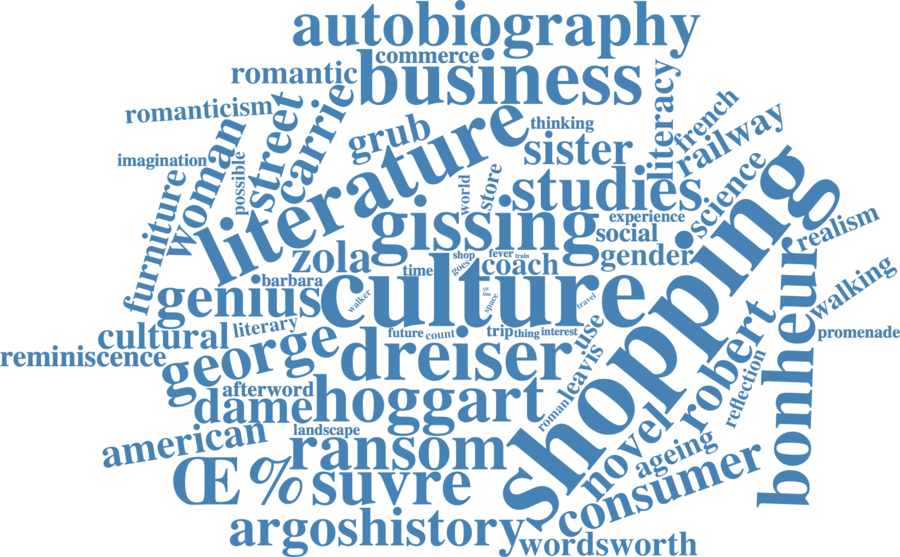 autobiography
commerce
business
romantic
romanticism
street
carrie
grub
literature
thinking
sister
literacy
french
railway
imagination
possible
woman
furniture
world
store
studies
science
shopping
gissing
experience
social
gender
realism
zola
shop
fever
train
goes
coach
time
barbara
genius
culture
walker
space
line
travel
bonheur
walking
promenade
cultural
literary
reminiscence
george
future
count
trip
thing
interest
use
dreiser
leavis
robert
reflection
afterword
dame
hoggart
roman
novel
ageing
american
landscape
ransom
consumer
Œ%
suvre
argoshistory
wordsworth